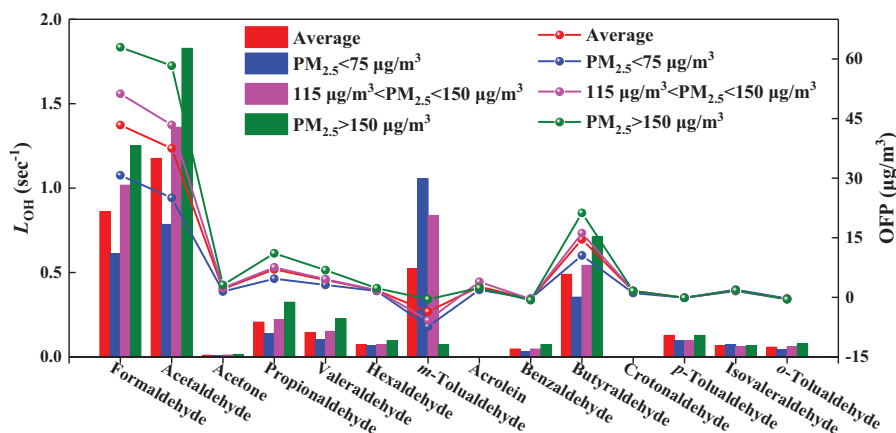 2.0
1.5
1.0
0.5
0.0
L_OH (sec⁻¹)
Average
PM₂.₅<75 μg/m³
115 μg/m³<PM₂.₅<150 μg/m³
PM₂.₅>150 μg/m³
Average
PM₂.₅<75 μg/m³
115 μg/m³<PM₂.₅<150 μg/m³
PM₂.₅>150 μg/m³
60
45
30
15
0
-15
OFP (μg/m³)
Formaldehyde
Acetaldehyde
Acetone
Propionaldehyde
Valeraldehyde
Hexaldehyde
m-Tolualdehyde
Acrolein
Benzaldehyde
Butyraldehyde
Crotonaldehyde
p-Tolualdehyde
Isovaleraldehyde
o-Tolualdehyde